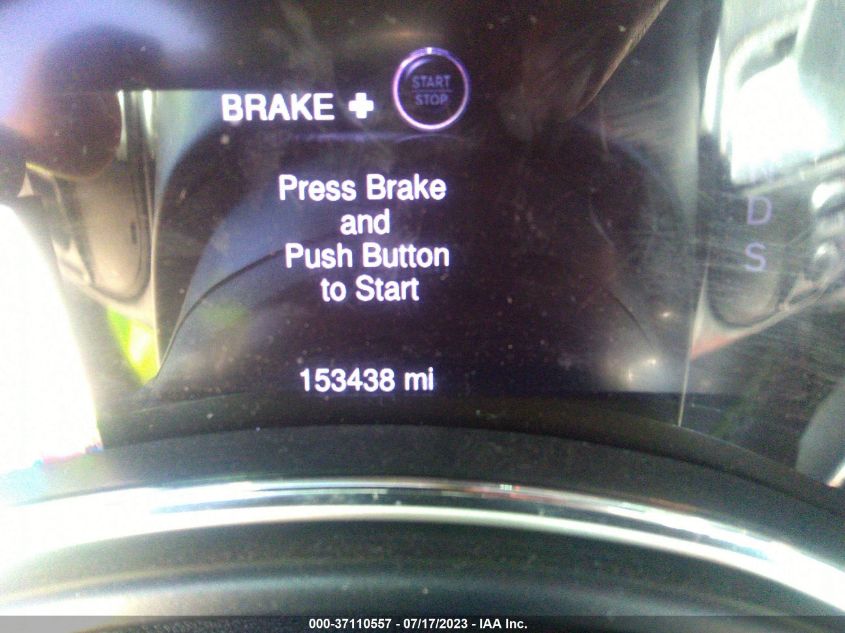 BRAKE + START STOP
Press Brake
and
Push Button
to Start
D
S
153438 mi
000-37110557 - 07/17/2023 - IAA Inc.